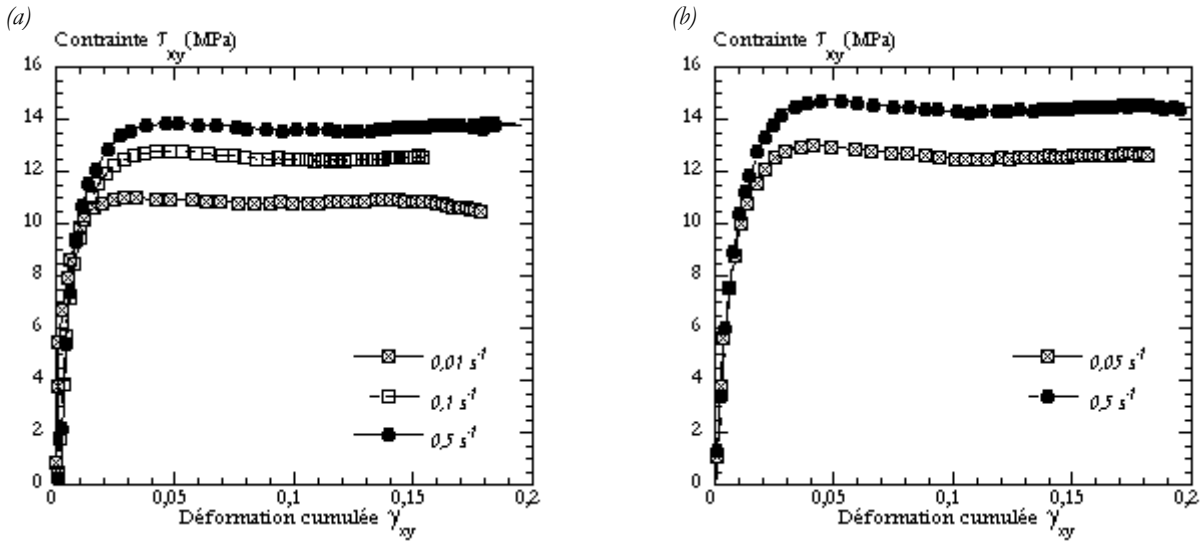 (a)
Contrainte τxy (MPa)
16
14
12
10
8
6
4
2
0
0
0,05
0,1
0,15
0,2
Déformation cumulée γxy
0,01 s-1
0,1 s-1
0,5 s-1
(b)
Contrainte τxy (MPa)
16
14
12
10
8
6
4
2
0
0
0,05
0,1
0,15
0,2
Déformation cumulée γxy
0,05 s-1
0,5 s-1